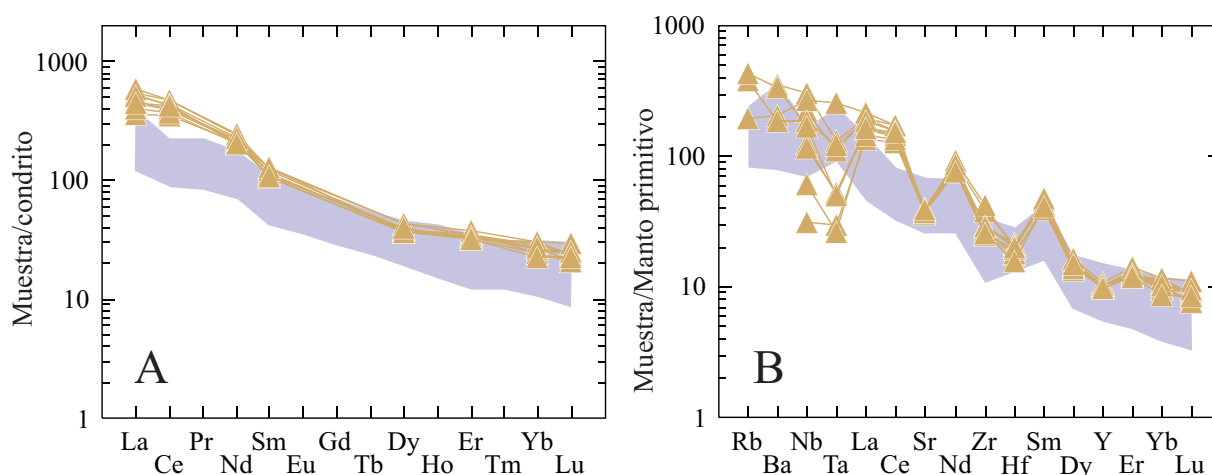 Muestra/condrito
1000
100
10
1
A
La Pr Sm Gd Dy Er Yb
Ce Nd Eu Tb Ho Tm Lu
Muestra/Manto primitivo
1000
100
10
1
B
Rb Nb La Sr Zr Sm Y Yb
Ba Ta Ce Nd Hf Dy Er Lu